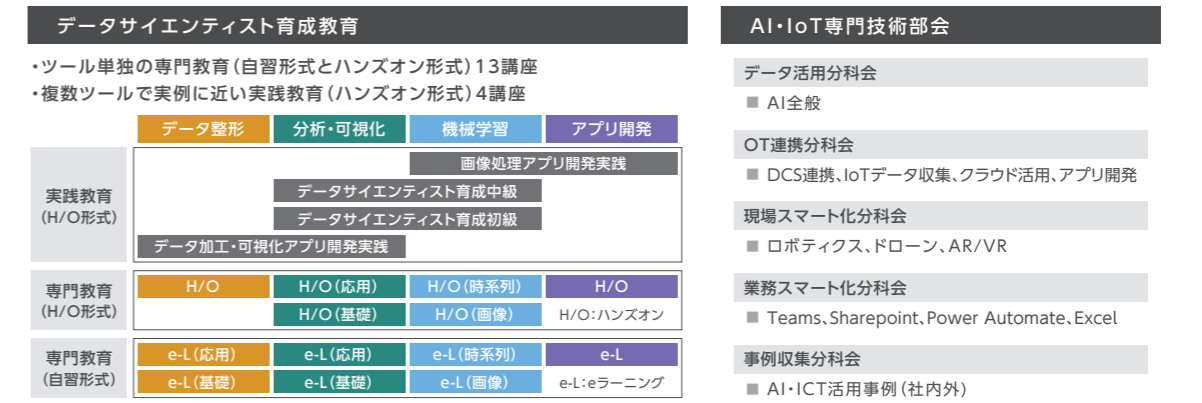 データサイエンティスト育成教育
・ツール単独の専門教育(自習形式とハンズオン形式)13講座
・複数ツールで実例に近い実践教育(ハンズオン形式)4講座
データ整形 分析・可視化 機械学習 アプリ開発
実践教育
(H/O形式)
画像処理アプリ開発実践
データサイエンティスト育成中級
データサイエンティスト育成初級
データ加工・可視化アプリ開発実践
専門教育
(H/O形式)
H/O H/O(応用) H/O(時系列) H/O
H/O(基礎) H/O(画像) H/O:ハンズオン
専門教育
(自習形式)
e-L(応用) e-L(応用) e-L(時系列) e-L
e-L(基礎) e-L(基礎) e-L(画像) e-L:eラーニング
AI・IoT専門技術部会
データ活用分科会
■ AI全般
OT連携分科会
■ DCS連携、IoTデータ収集、クラウド活用、アプリ開発
現場スマート化分科会
■ ロボティクス、ドローン、AR/VR
業務スマート化分科会
■ Teams、Sharepoint、Power Automate、Excel
事例収集分科会
■ AI・ICT活用事例(社内外)